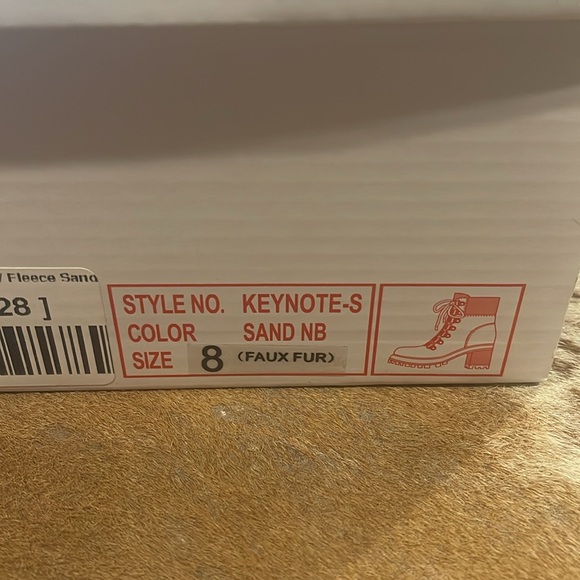 / Fleece Sand
28 ]
STYLE NO. KEYNOTE-S
COLOR SAND NB
SIZE 8 (FAUX FUR)